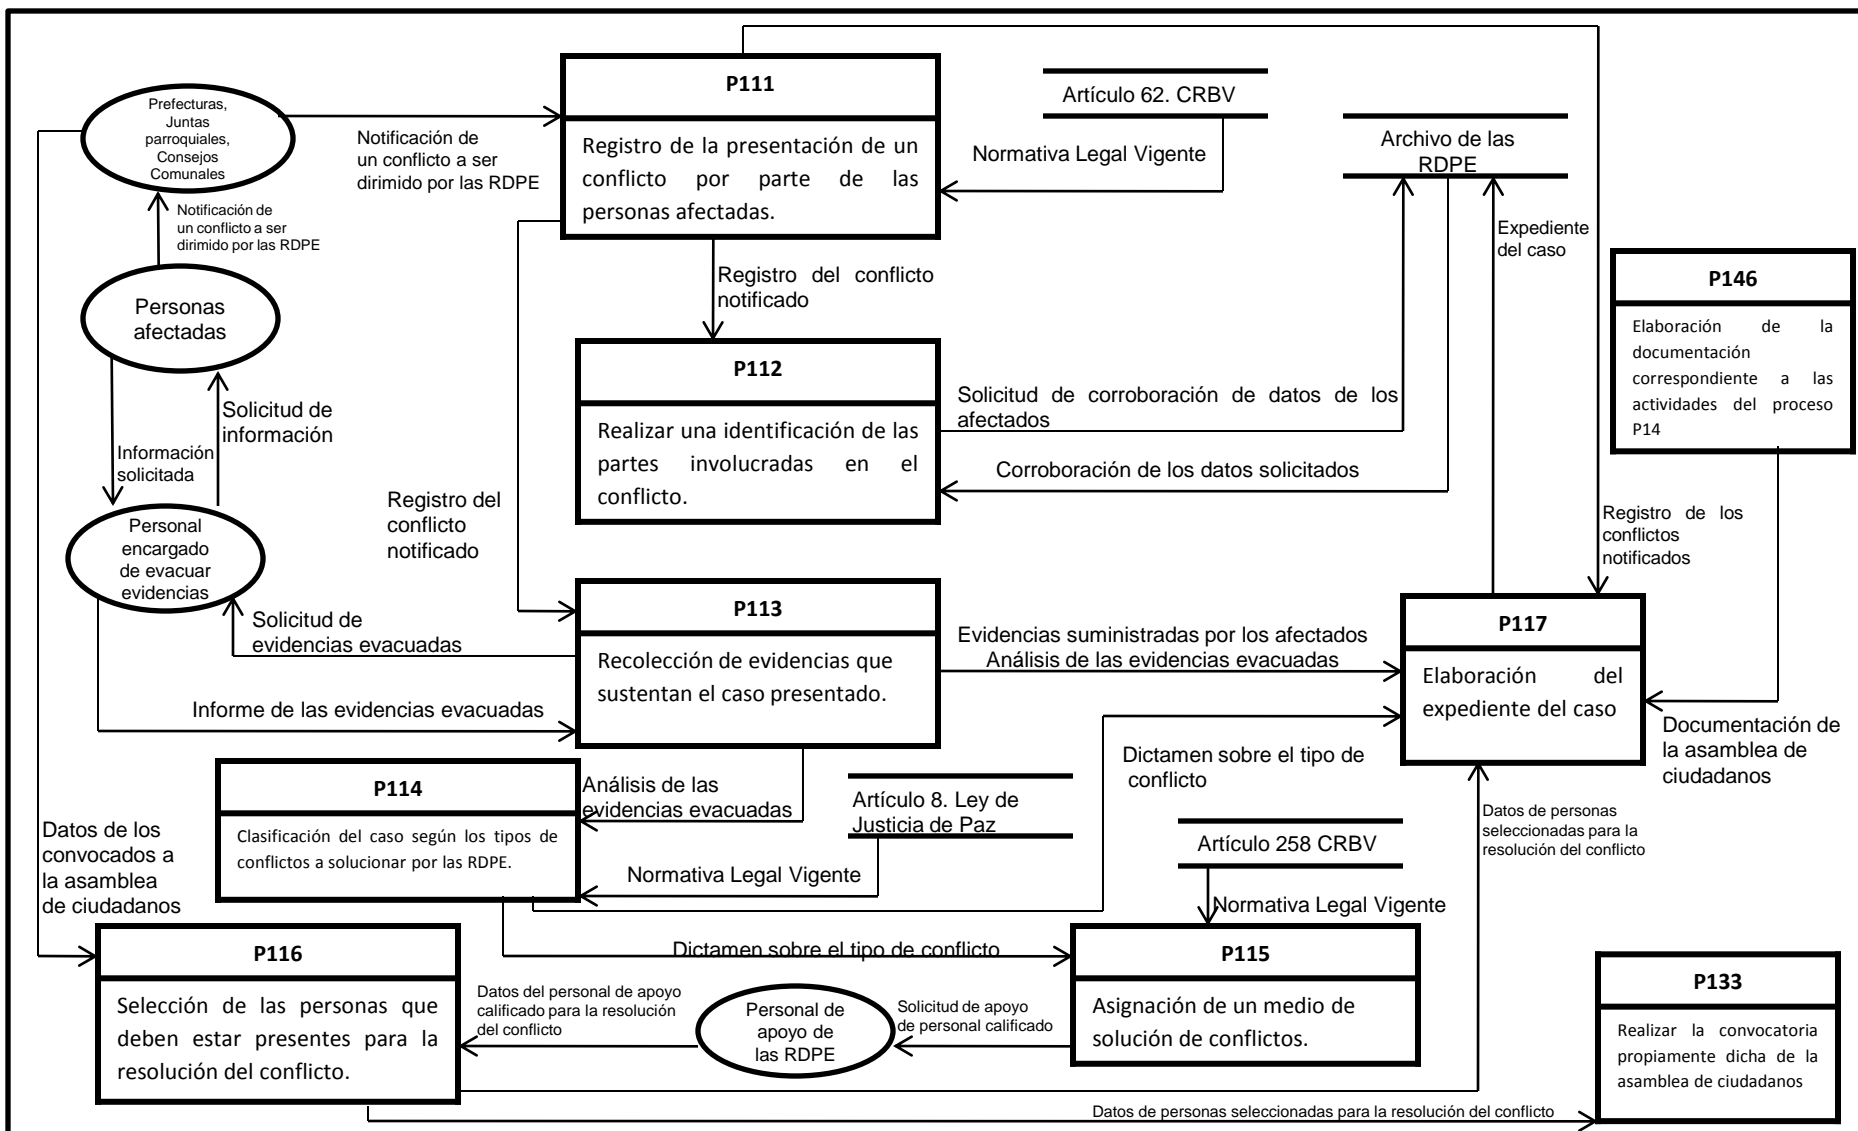 P111
Registro de la presentación de un
conflicto por parte de las
personas afectadas.
Artículo 62. CRBV
Normativa Legal Vigente
Archivo de las
RDPE
Prefecturas,
Juntas
parroquiales,
Consejos
Comunales
Notificación de
un conflicto a ser
dirimido por las RDPE
Notificación de
un conflicto a ser
dirimido por las RDPE
Personas
afectadas
Registro del conflicto
notificado
Expediente
del caso
P146
Elaboración de la
documentación
correspondiente a las
actividades del proceso
P14
P112
Realizar una identificación de las
partes involucradas en el
conflicto.
Solicitud de corroboración de datos de los
afectados
Corroboración de los datos solicitados
Solicitud de
información
Información
solicitada
Personal
encargado
de evacuar
evidencias
Registro del
conflicto
notificado
Registro de los
conflictos
notificados
Solicitud de
evidencias evacuadas
P113
Recolección de evidencias que
sustentan el caso presentado.
Evidencias suministradas por los afectados
Análisis de las evidencias evacuadas
P117
Elaboración del
expediente del caso
Informe de las evidencias evacuadas
Documentación de
la asamblea de
ciudadanos
Dictamen sobre el tipo de
conflicto
P114
Clasificación del caso según los tipos de
conflictos a solucionar por las RDPE.
Análisis de las
evidencias evacuadas
Artículo 8. Ley de
Justicia de Paz
Normativa Legal Vigente
Artículo 258 CRBV
Normativa Legal Vigente
Datos de personas
seleccionadas para la
resolución del conflicto
Datos de los
convocados a
la asamblea
de ciudadanos
P116
Selección de las personas que
deben estar presentes para la
resolución del conflicto.
Dictamen sobre el tipo de conflicto
Datos del personal de apoyo
calificado para la resolución
del conflicto
Personal de
apoyo de
las RDPE
Solicitud de apoyo
de personal calificado
P115
Asignación de un medio de
solución de conflictos.
P133
Realizar la convocatoria
propiamente dicha de la
asamblea de ciudadanos
Datos de personas seleccionadas para la resolución del conflicto